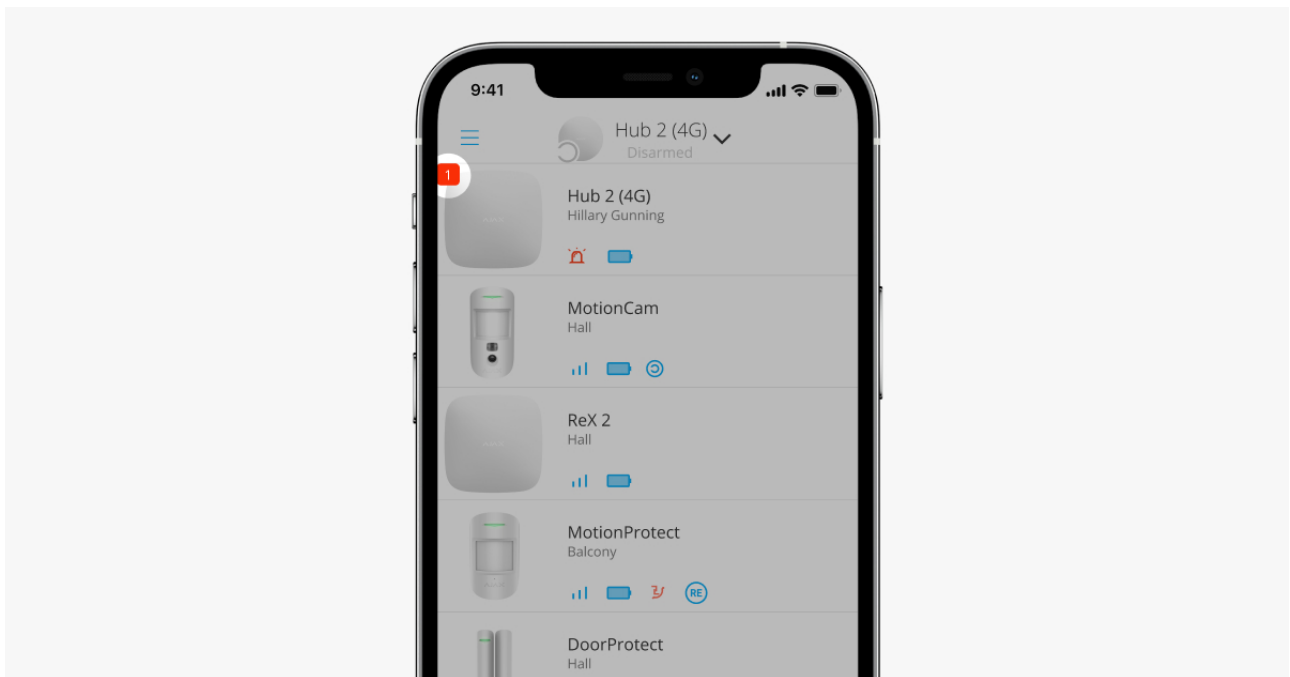 9:41
Hub 2 (4G)
Disarmed
1
Hub 2 (4G)
Hillary Gunning
MotionCam
Hall
ReX 2
Hall
MotionProtect
Balcony
RE
DoorProtect
Hall